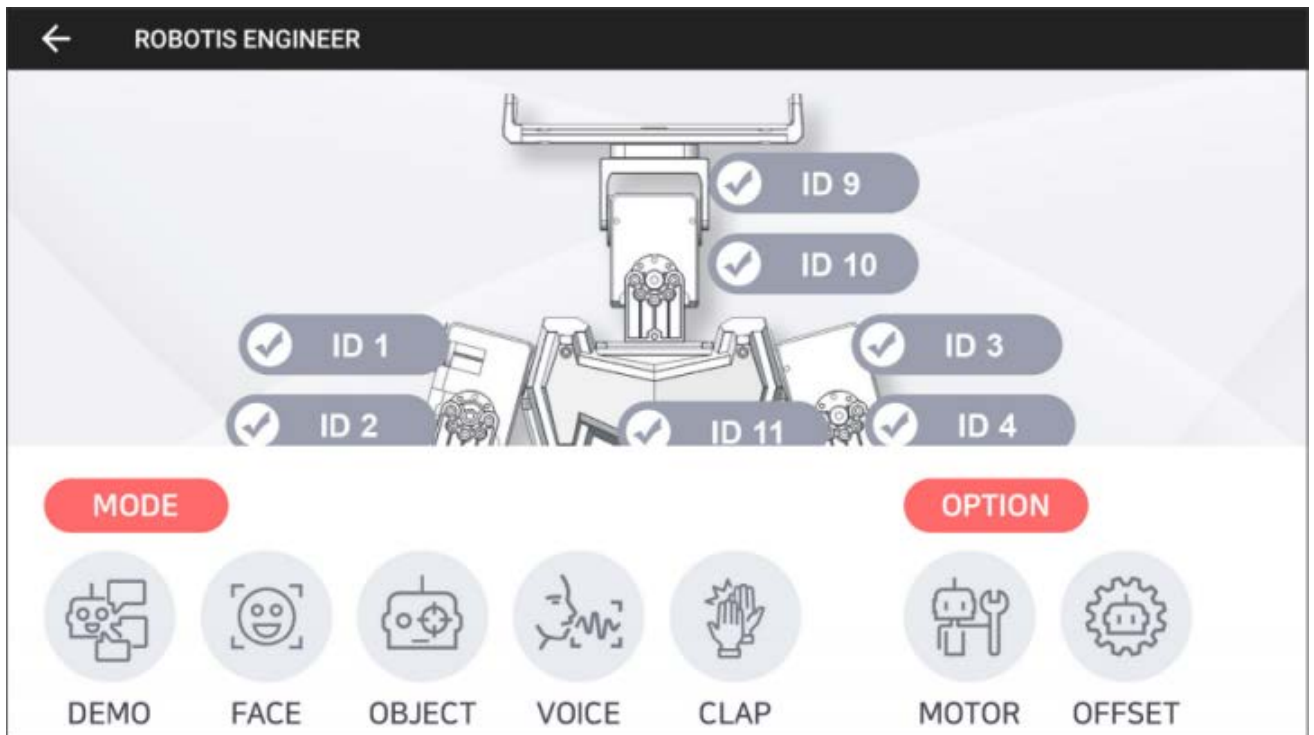 ROBOTIS ENGINEER
ID 9
ID 10
ID 1
ID 3
ID 2
ID 11
ID 4
MODE
OPTION
DEMO
FACE
OBJECT
VOICE
CLAP
MOTOR
OFFSET